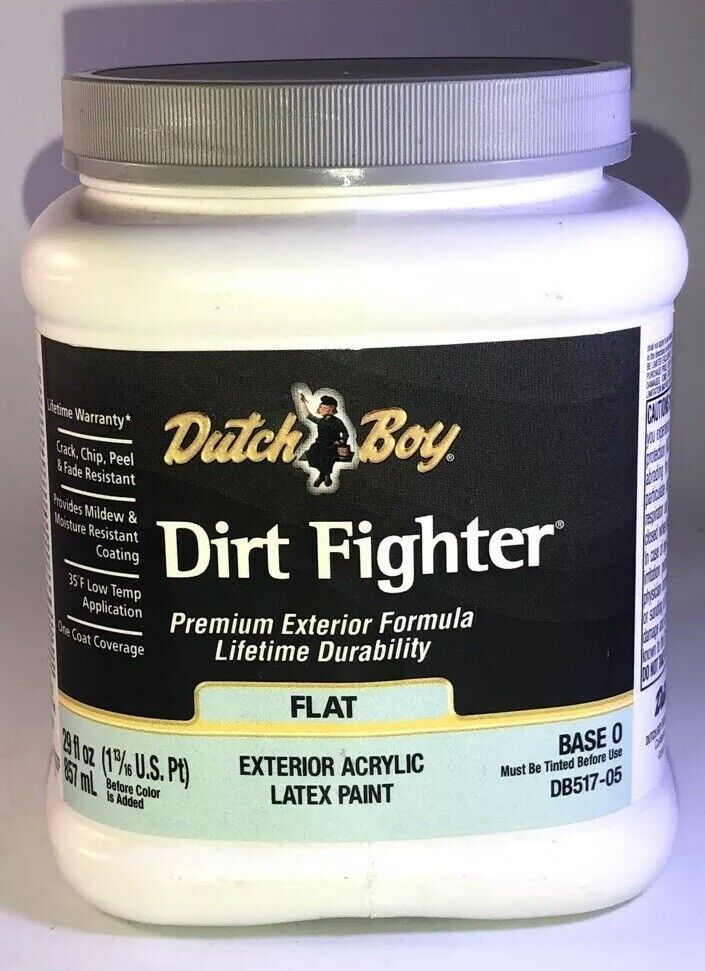 Lifetime Warranty*
Crack, Chip, Peel
& Fade Resistant
Provides Mildew &
Moisture Resistant
Coating
35°F Low Temp
Application
One Coat Coverage
Dutch Boy®
Dirt Fighter®
Premium Exterior Formula
Lifetime Durability
FLAT
29 fl oz (1 13/16 U.S. Pt)
857 mL
Before Color
Is Added
EXTERIOR ACRYLIC
LATEX PAINT
BASE 0
Must Be Tinted Before Use
DB517-05
CAUTION